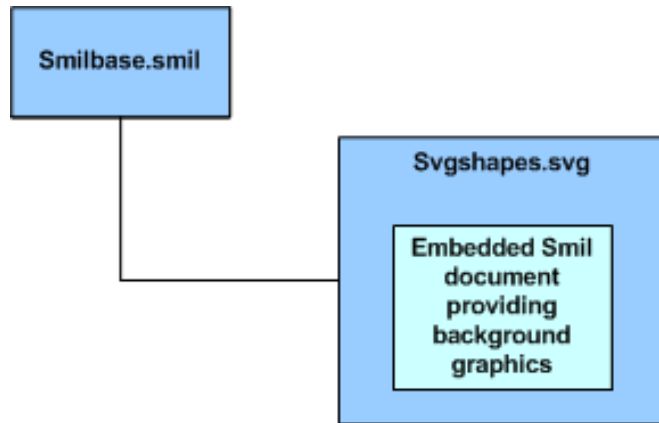 Smilbase.smil
Svgshapes.svg
Embedded Smil
document
providing
background
graphics